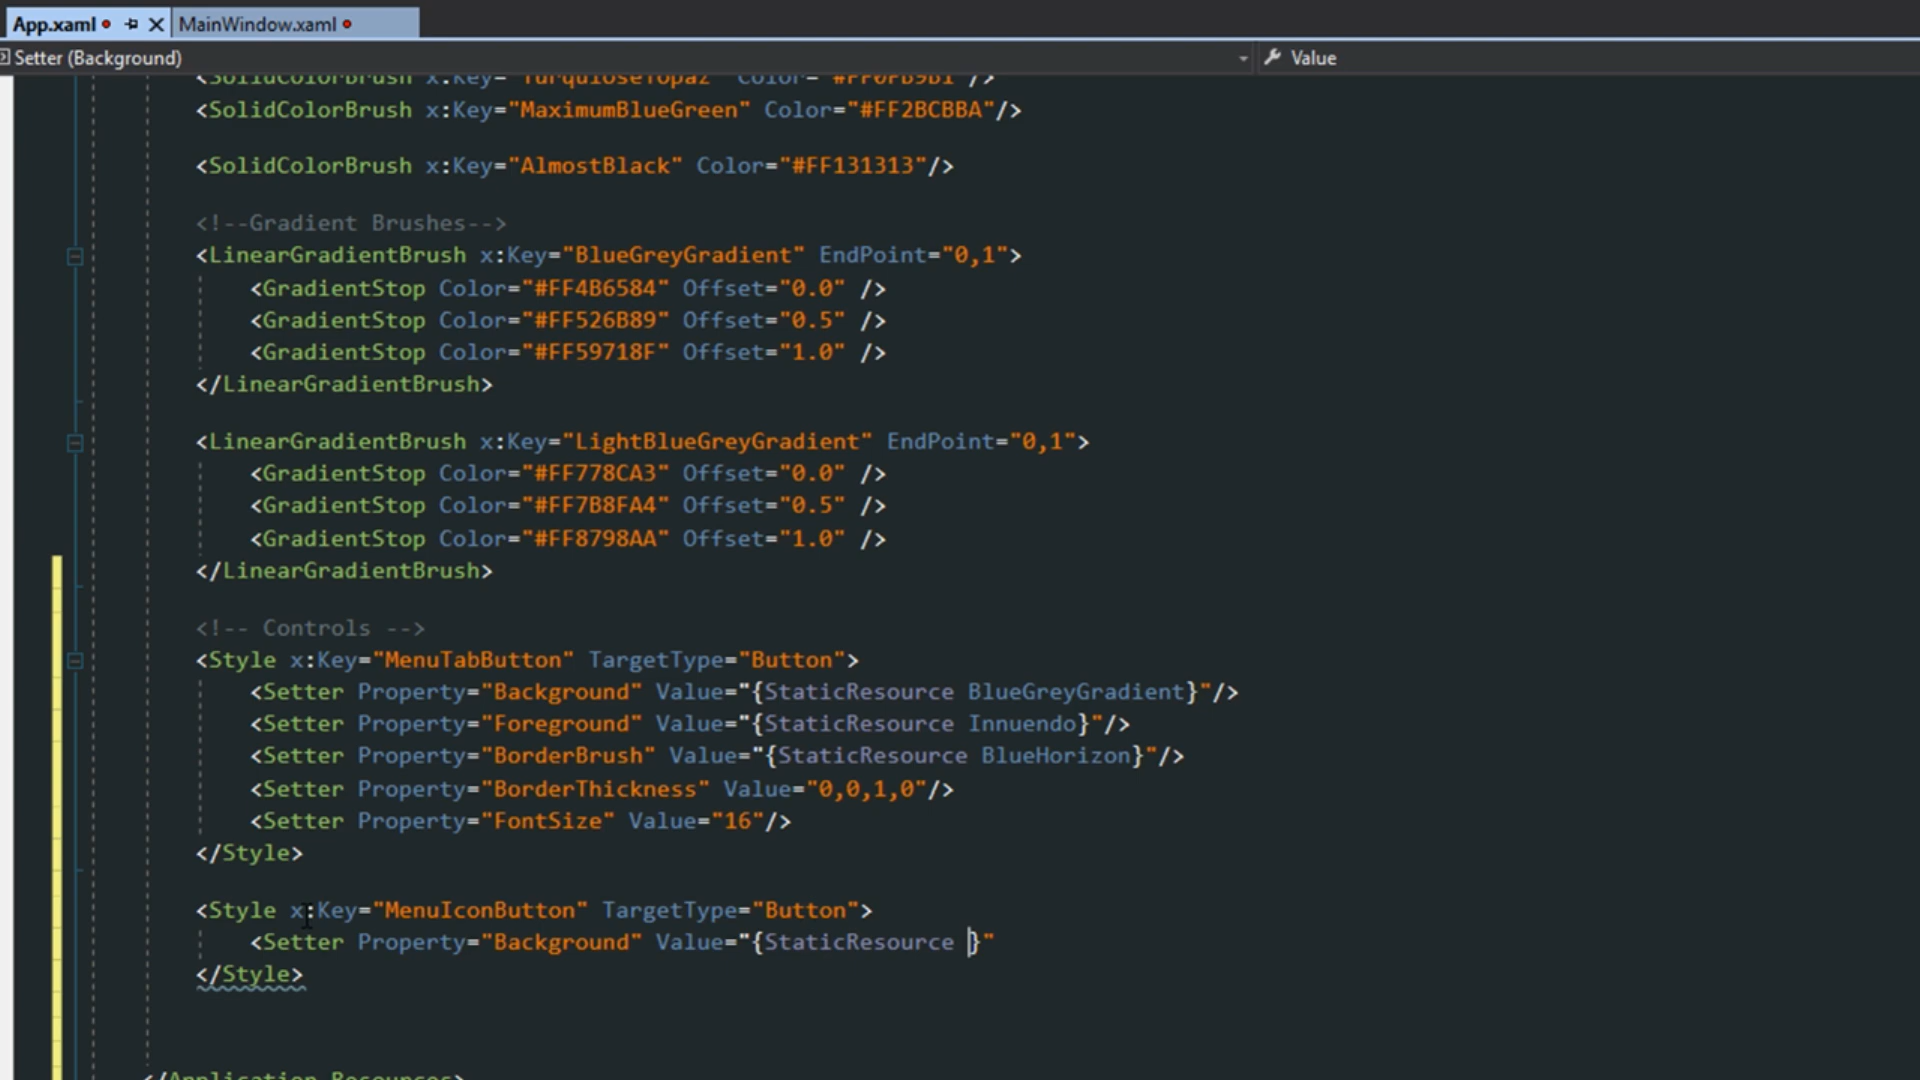 App.xaml MainWindow.xaml
Setter (Background) Value
<SolidColorBrush x:Key="TurquioseTopaz" Color="#FF0FB9B1"/>
<SolidColorBrush x:Key="MaximumBlueGreen" Color="#FF2BCBBA"/>
<SolidColorBrush x:Key="AlmostBlack" Color="#FF131313"/>
<!--Gradient Brushes-->
<LinearGradientBrush x:Key="BlueGreyGradient" EndPoint="0,1">
<GradientStop Color="#FF4B6584" Offset="0.0" />
<GradientStop Color="#FF526B89" Offset="0.5" />
<GradientStop Color="#FF59718F" Offset="1.0" />
</LinearGradientBrush>
<LinearGradientBrush x:Key="LightBlueGreyGradient" EndPoint="0,1">
<GradientStop Color="#FF778CA3" Offset="0.0" />
<GradientStop Color="#FF7B8FA4" Offset="0.5" />
<GradientStop Color="#FF8798AA" Offset="1.0" />
</LinearGradientBrush>
<!-- Controls -->
<Style x:Key="MenuTabButton" TargetType="Button">
<Setter Property="Background" Value="{StaticResource BlueGreyGradient}"/>
<Setter Property="Foreground" Value="{StaticResource Innuendo}"/>
<Setter Property="BorderBrush" Value="{StaticResource BlueHorizon}"/>
<Setter Property="BorderThickness" Value="0,0,1,0"/>
<Setter Property="FontSize" Value="16"/>
</Style>
<Style x:Key="MenuIconButton" TargetType="Button">
<Setter Property="Background" Value="{StaticResource }"
</Style>
</Application.Resources>